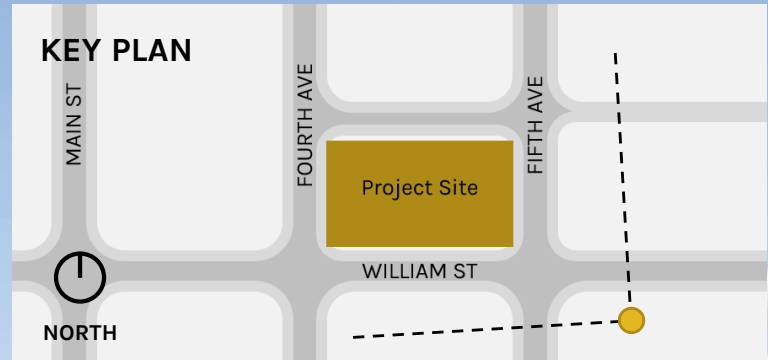 KEY PLAN
MAIN ST
FOURTH AVE
FIFTH AVE
Project Site
WILLIAM ST
NORTH